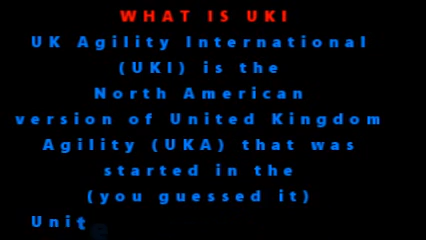 WHAT IS UKI
UK Agility International
(UKI) is the
North American
version of United Kingdom
Agility (UKA) that was
started in the
(you guessed it)
Unite